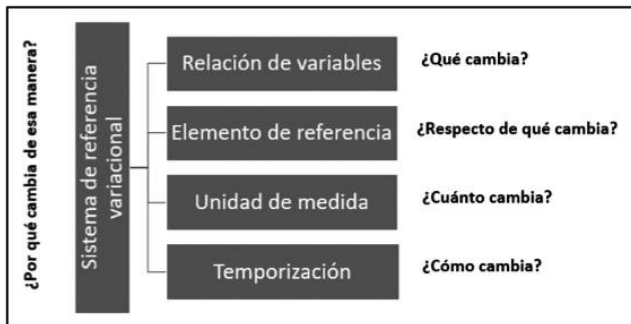 ¿Por qué cambia de esa manera?
Sistema de referencia
variacional
Relación de variables
¿Qué cambia?
Elemento de referencia
¿Respecto de qué cambia?
Unidad de medida
¿Cuánto cambia?
Temporización
¿Cómo cambia?